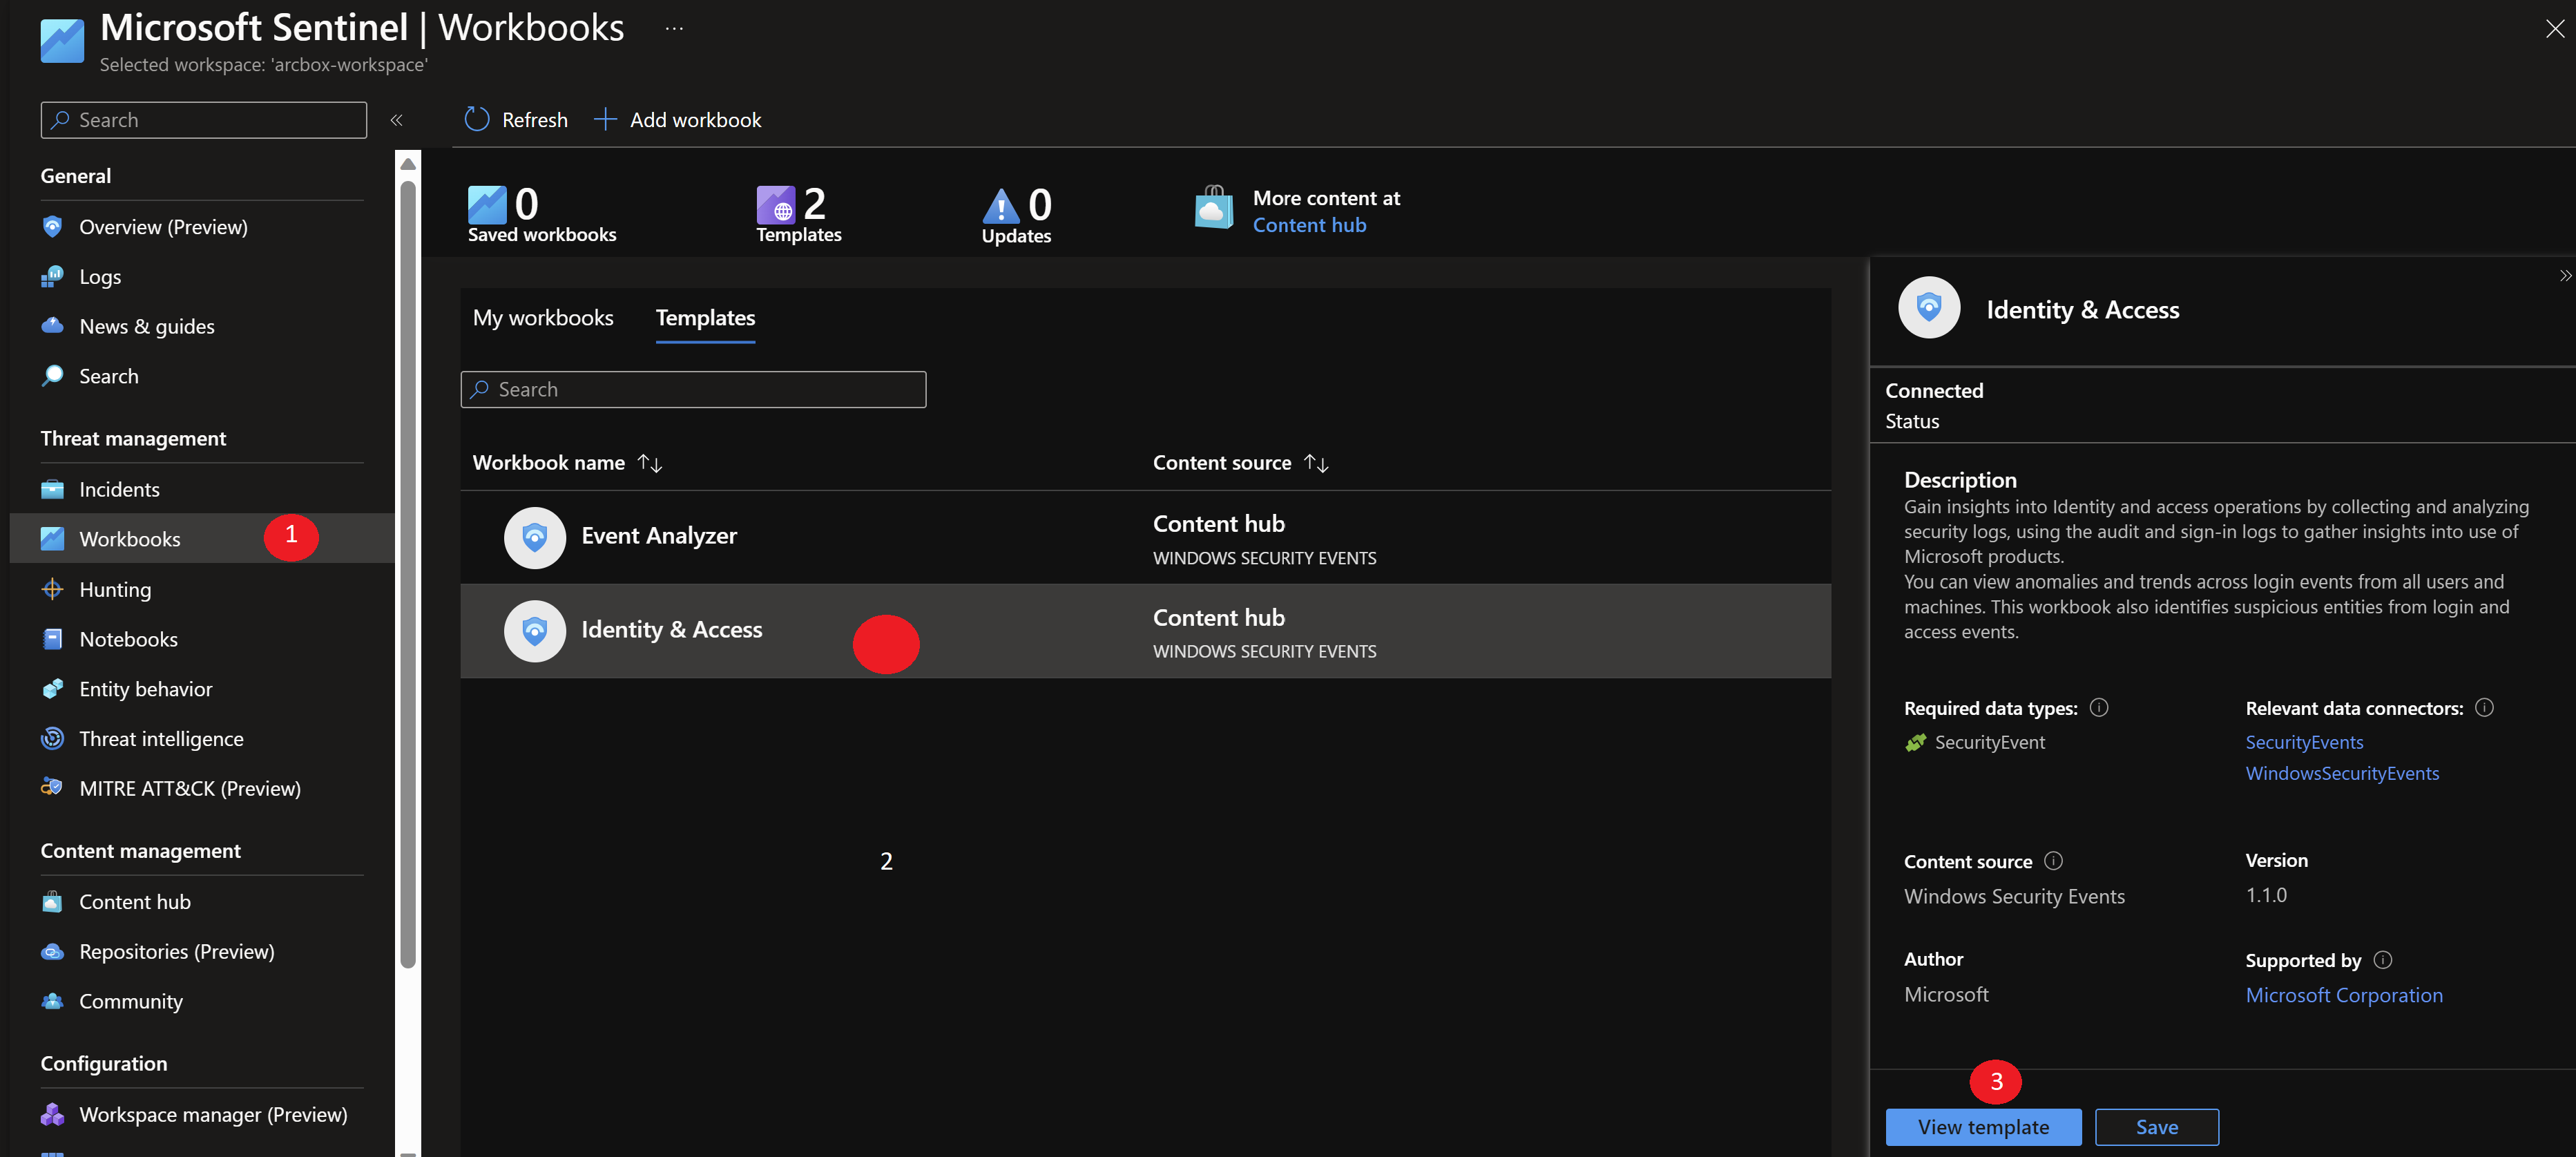 Microsoft Sentinel | Workbooks ...
Selected workspace: 'arcbox-workspace'
Search
General
Overview (Preview)
Logs
News & guides
Search
Threat management
Incidents
Workbooks
1
Hunting
Notebooks
Entity behavior
Threat intelligence
MITRE ATT&CK (Preview)
Content management
Content hub
Repositories (Preview)
Community
Configuration
Workspace manager (Preview)
Refresh
Add workbook
0
Saved workbooks
2
Templates
0
Updates
More content at
Content hub
My workbooks
Templates
Search
Workbook name
Content source
Event Analyzer
Content hub
WINDOWS SECURITY EVENTS
Identity & Access
Content hub
WINDOWS SECURITY EVENTS
2
Identity & Access
Connected
Status
Description
Gain insights into Identity and access operations by collecting and analyzing
security logs, using the audit and sign-in logs to gather insights into use of
Microsoft products.
You can view anomalies and trends across login events from all users and
machines. This workbook also identifies suspicious entities from login and
access events.
Required data types:
SecurityEvent
Relevant data connectors:
SecurityEvents
WindowsSecurityEvents
Content source
Windows Security Events
Version
1.1.0
Author
Microsoft
Supported by
Microsoft Corporation
3
View template
Save